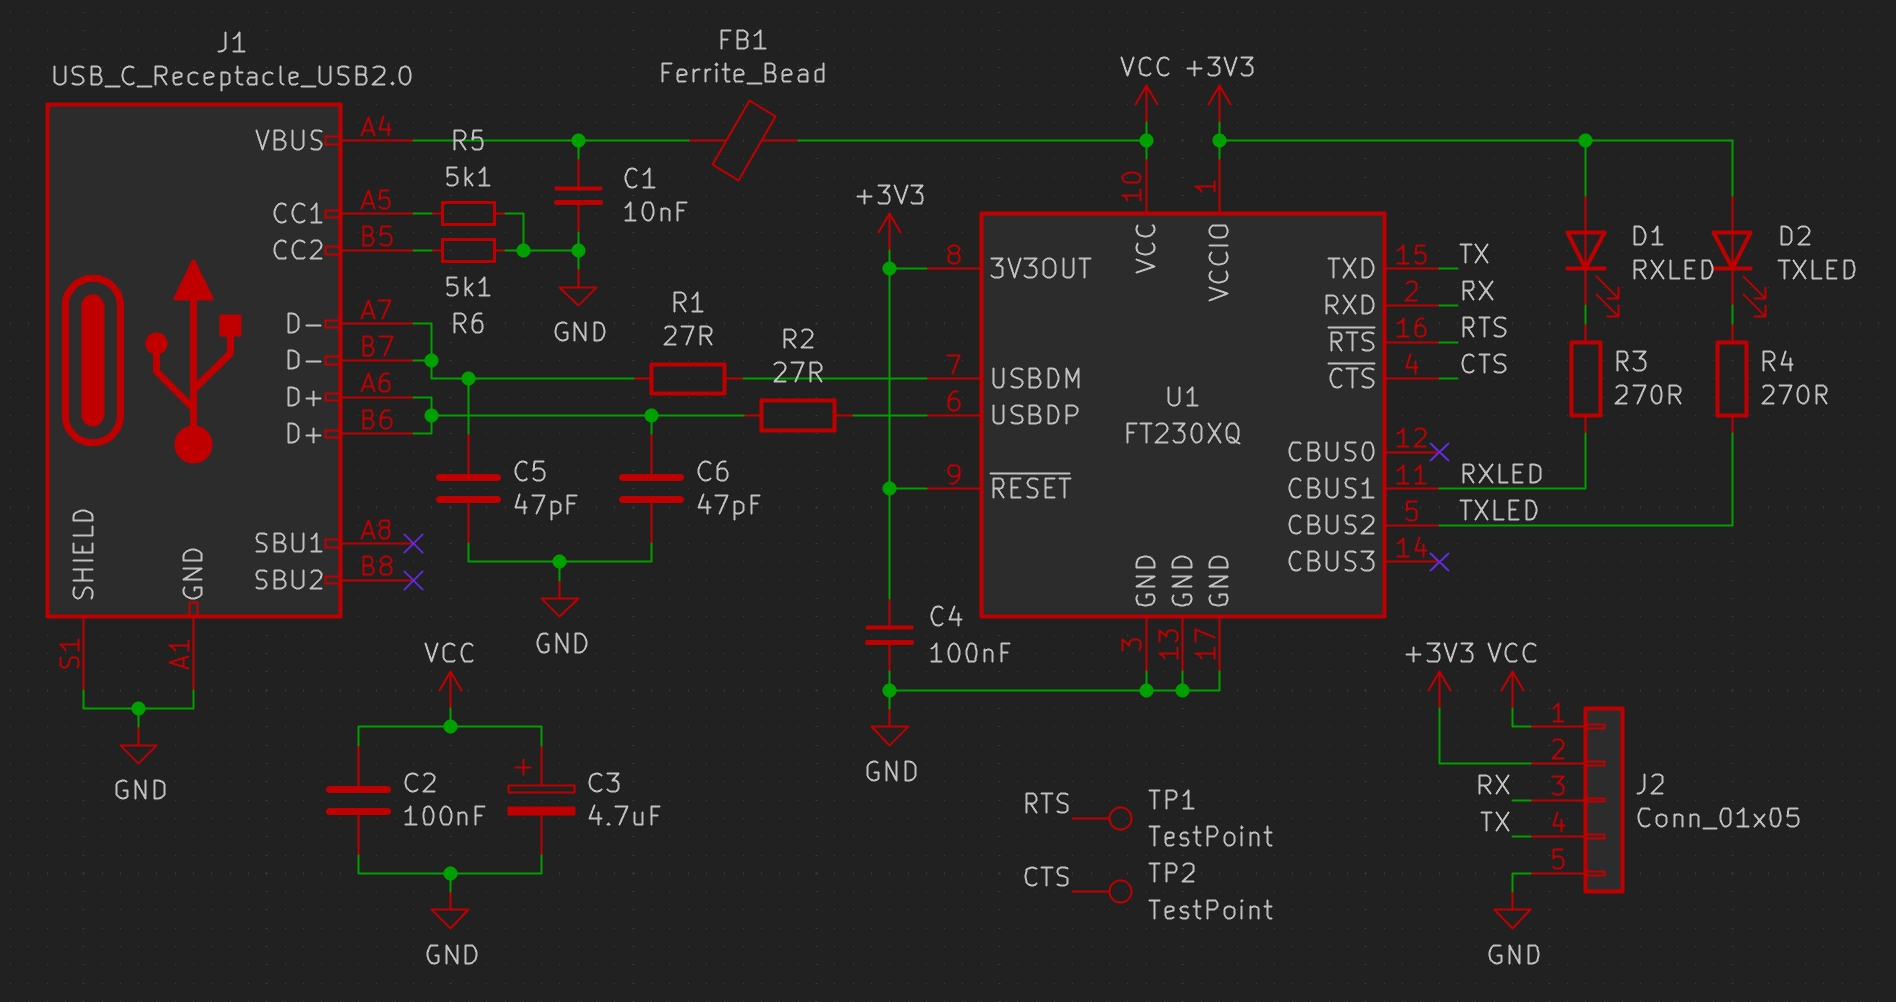 J1
USB_C_Receptacle_USB2.0
VBUS
A4
CC1
A5
CC2
B5
D-
A7
D-
B7
D+
A6
D+
B6
SBU1
A8
SBU2
B8
SHIELD
GND
S1
A1
GND
R5
5k1
5k1
R6
C1
10nF
GND
FB1
Ferrite_Bead
R1
27R
R2
27R
C5
47pF
C6
47pF
GND
VCC
C2
100nF
+
C3
4.7uF
GND
+3V3
C4
100nF
GND
VCC
+3V3
10
1
8
3V3OUT
VCC
VCCIO
7
USBDM
6
USBDP
9
RESET
U1
FT230XQ
TXD
15
TX
RXD
2
RX
RTS
16
RTS
CTS
4
CTS
CBUS0
12
CBUS1
11
RXLED
CBUS2
5
TXLED
CBUS3
14
GND
GND
GND
3
13
17
D1
RXLED
D2
TXLED
R3
270R
R4
270R
RTS
TP1
TestPoint
CTS
TP2
TestPoint
+3V3
VCC
1
2
RX
3
TX
4
5
J2
Conn_01x05
GND